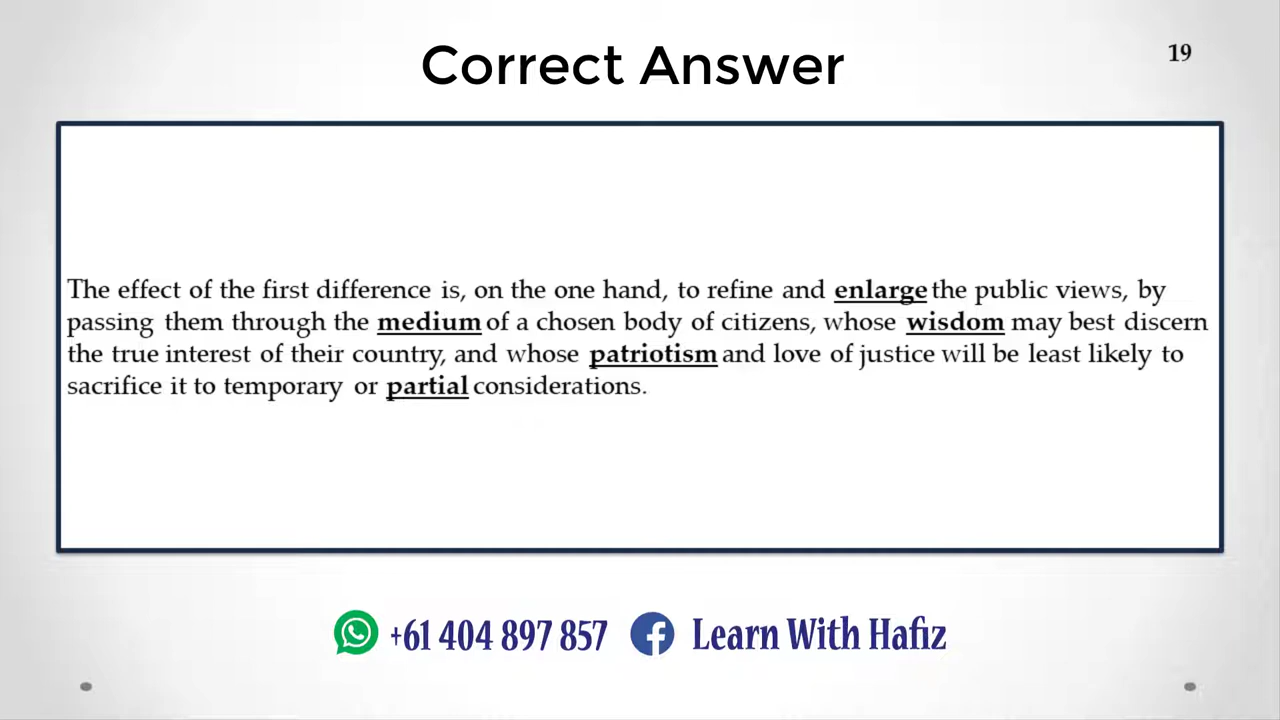 Correct Answer
19
The effect of the first difference is, on the one hand, to refine and enlarge the public views, by
passing them through the medium of a chosen body of citizens, whose wisdom may best discern
the true interest of their country, and whose patriotism and love of justice will be least likely to
sacrifice it to temporary or partial considerations.
+61 404 897 857 Learn With Hafiz